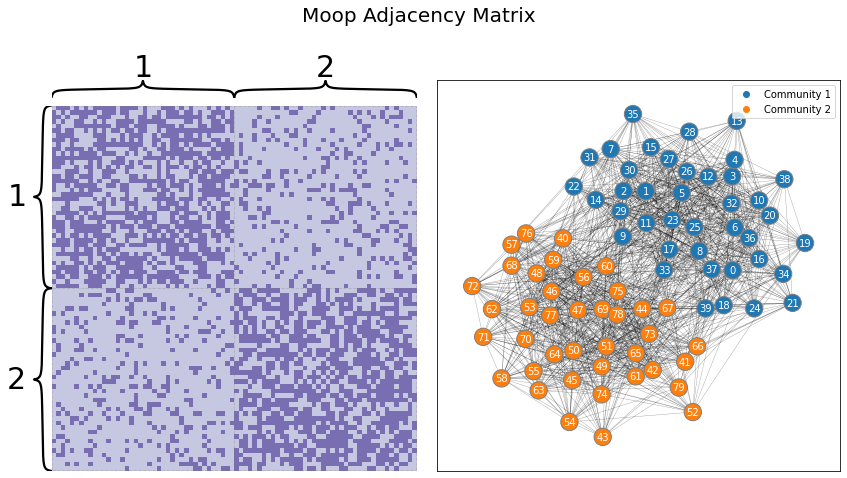 Moop Adjacency Matrix
1 2
1
2
Community 1
Community 2
35
13
28
7 15
31 27 4
30 26 12 3
22 2 1 5 38
14 32 10
29 20
11 23 25 6
9 36
17 8 19
16
33 37 0 34
39 18 24 21
76 40
57
59
68 60
48 56
72 46 75
62 53 47 69 44 67
77 78
71 70 73
50 51 66
64 65
49 41
55 42
58 45 61
63 74 79
52
54
43